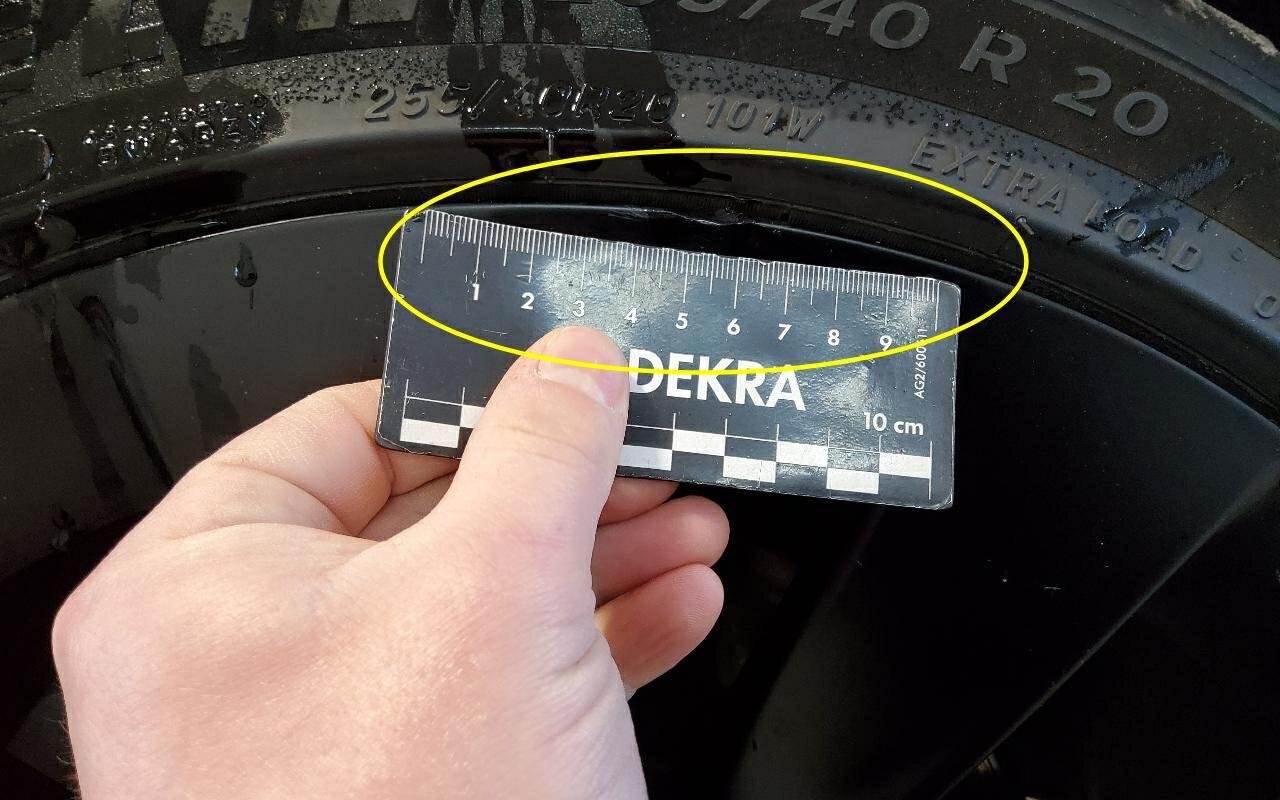 /40 R 20
255/40R20 101W
EXTRA LOAD
1 2 3 4 5 6 7 8 9
DEKRA
10 cm